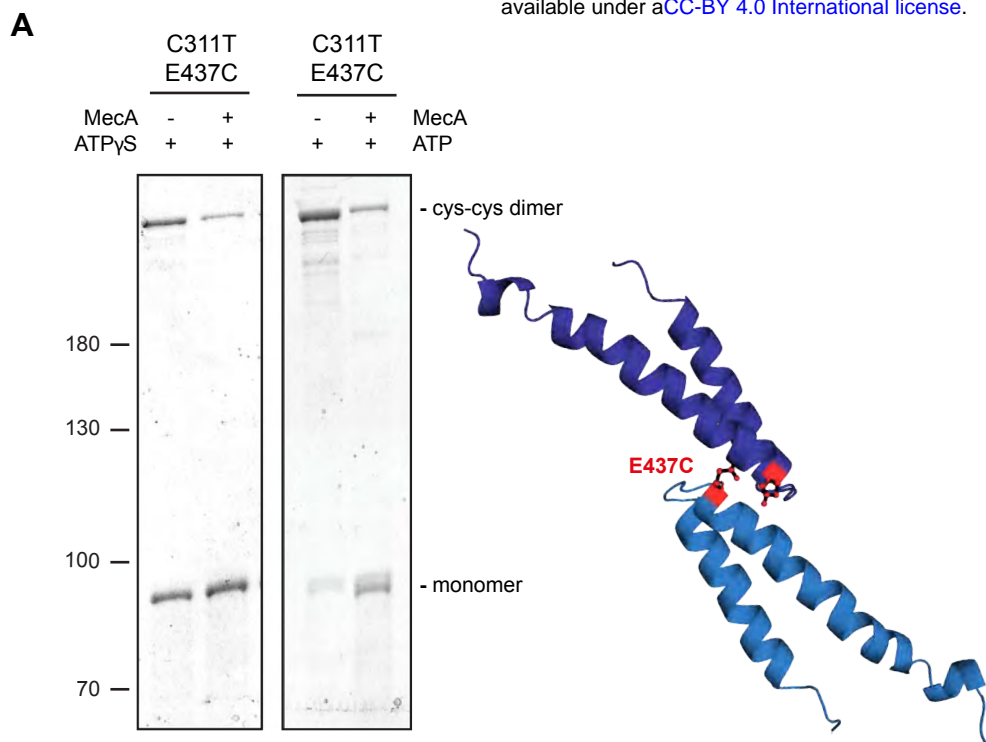 available under aCC-BY 4.0 International license.
A
C311T C311T
E437C E437C
MecA - + - + MecA
ATPγS + + + + ATP
- cys-cys dimer
180
130
E437C
100
- monomer
70